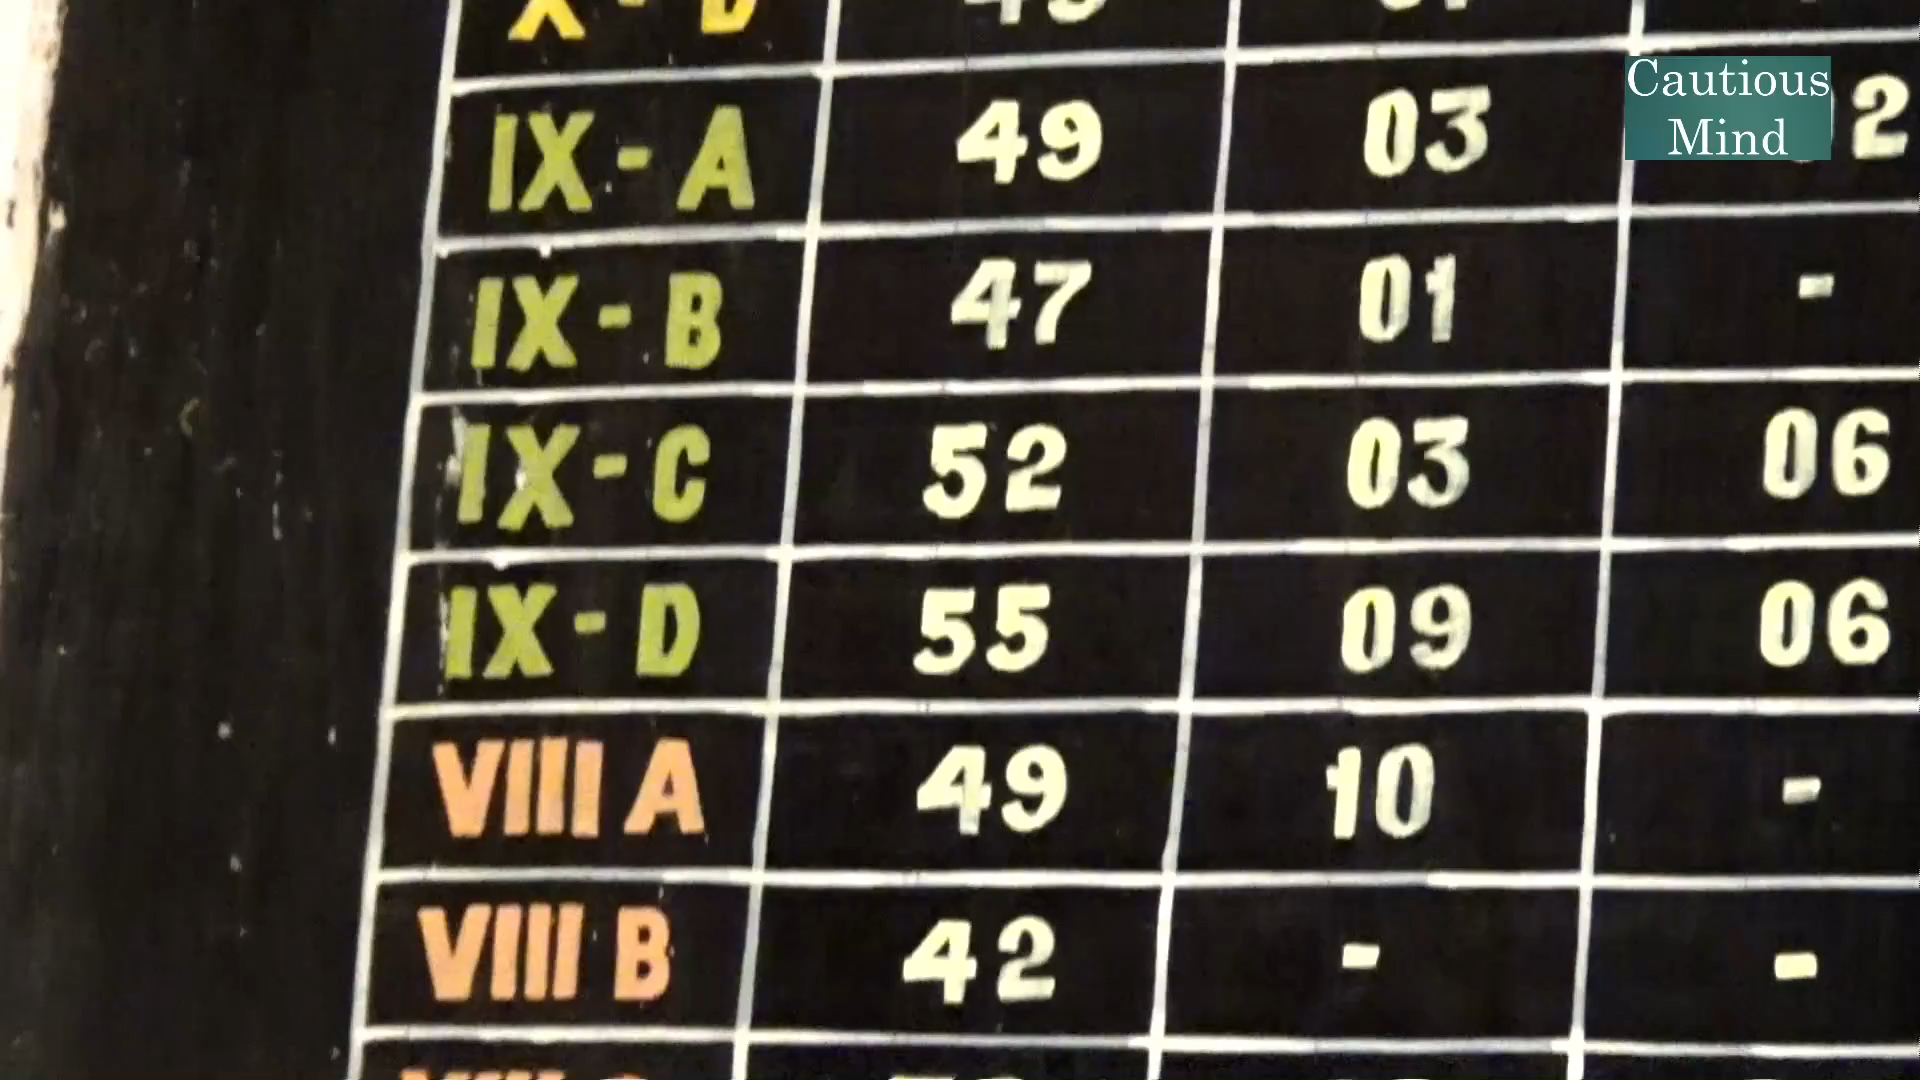 X - D
Cautious
Mind
IX - A 49 03 2
IX - B 47 01 -
IX - C 52 03 06
IX - D 55 09 06
VIII A 49 10 -
VIII B 42 - -